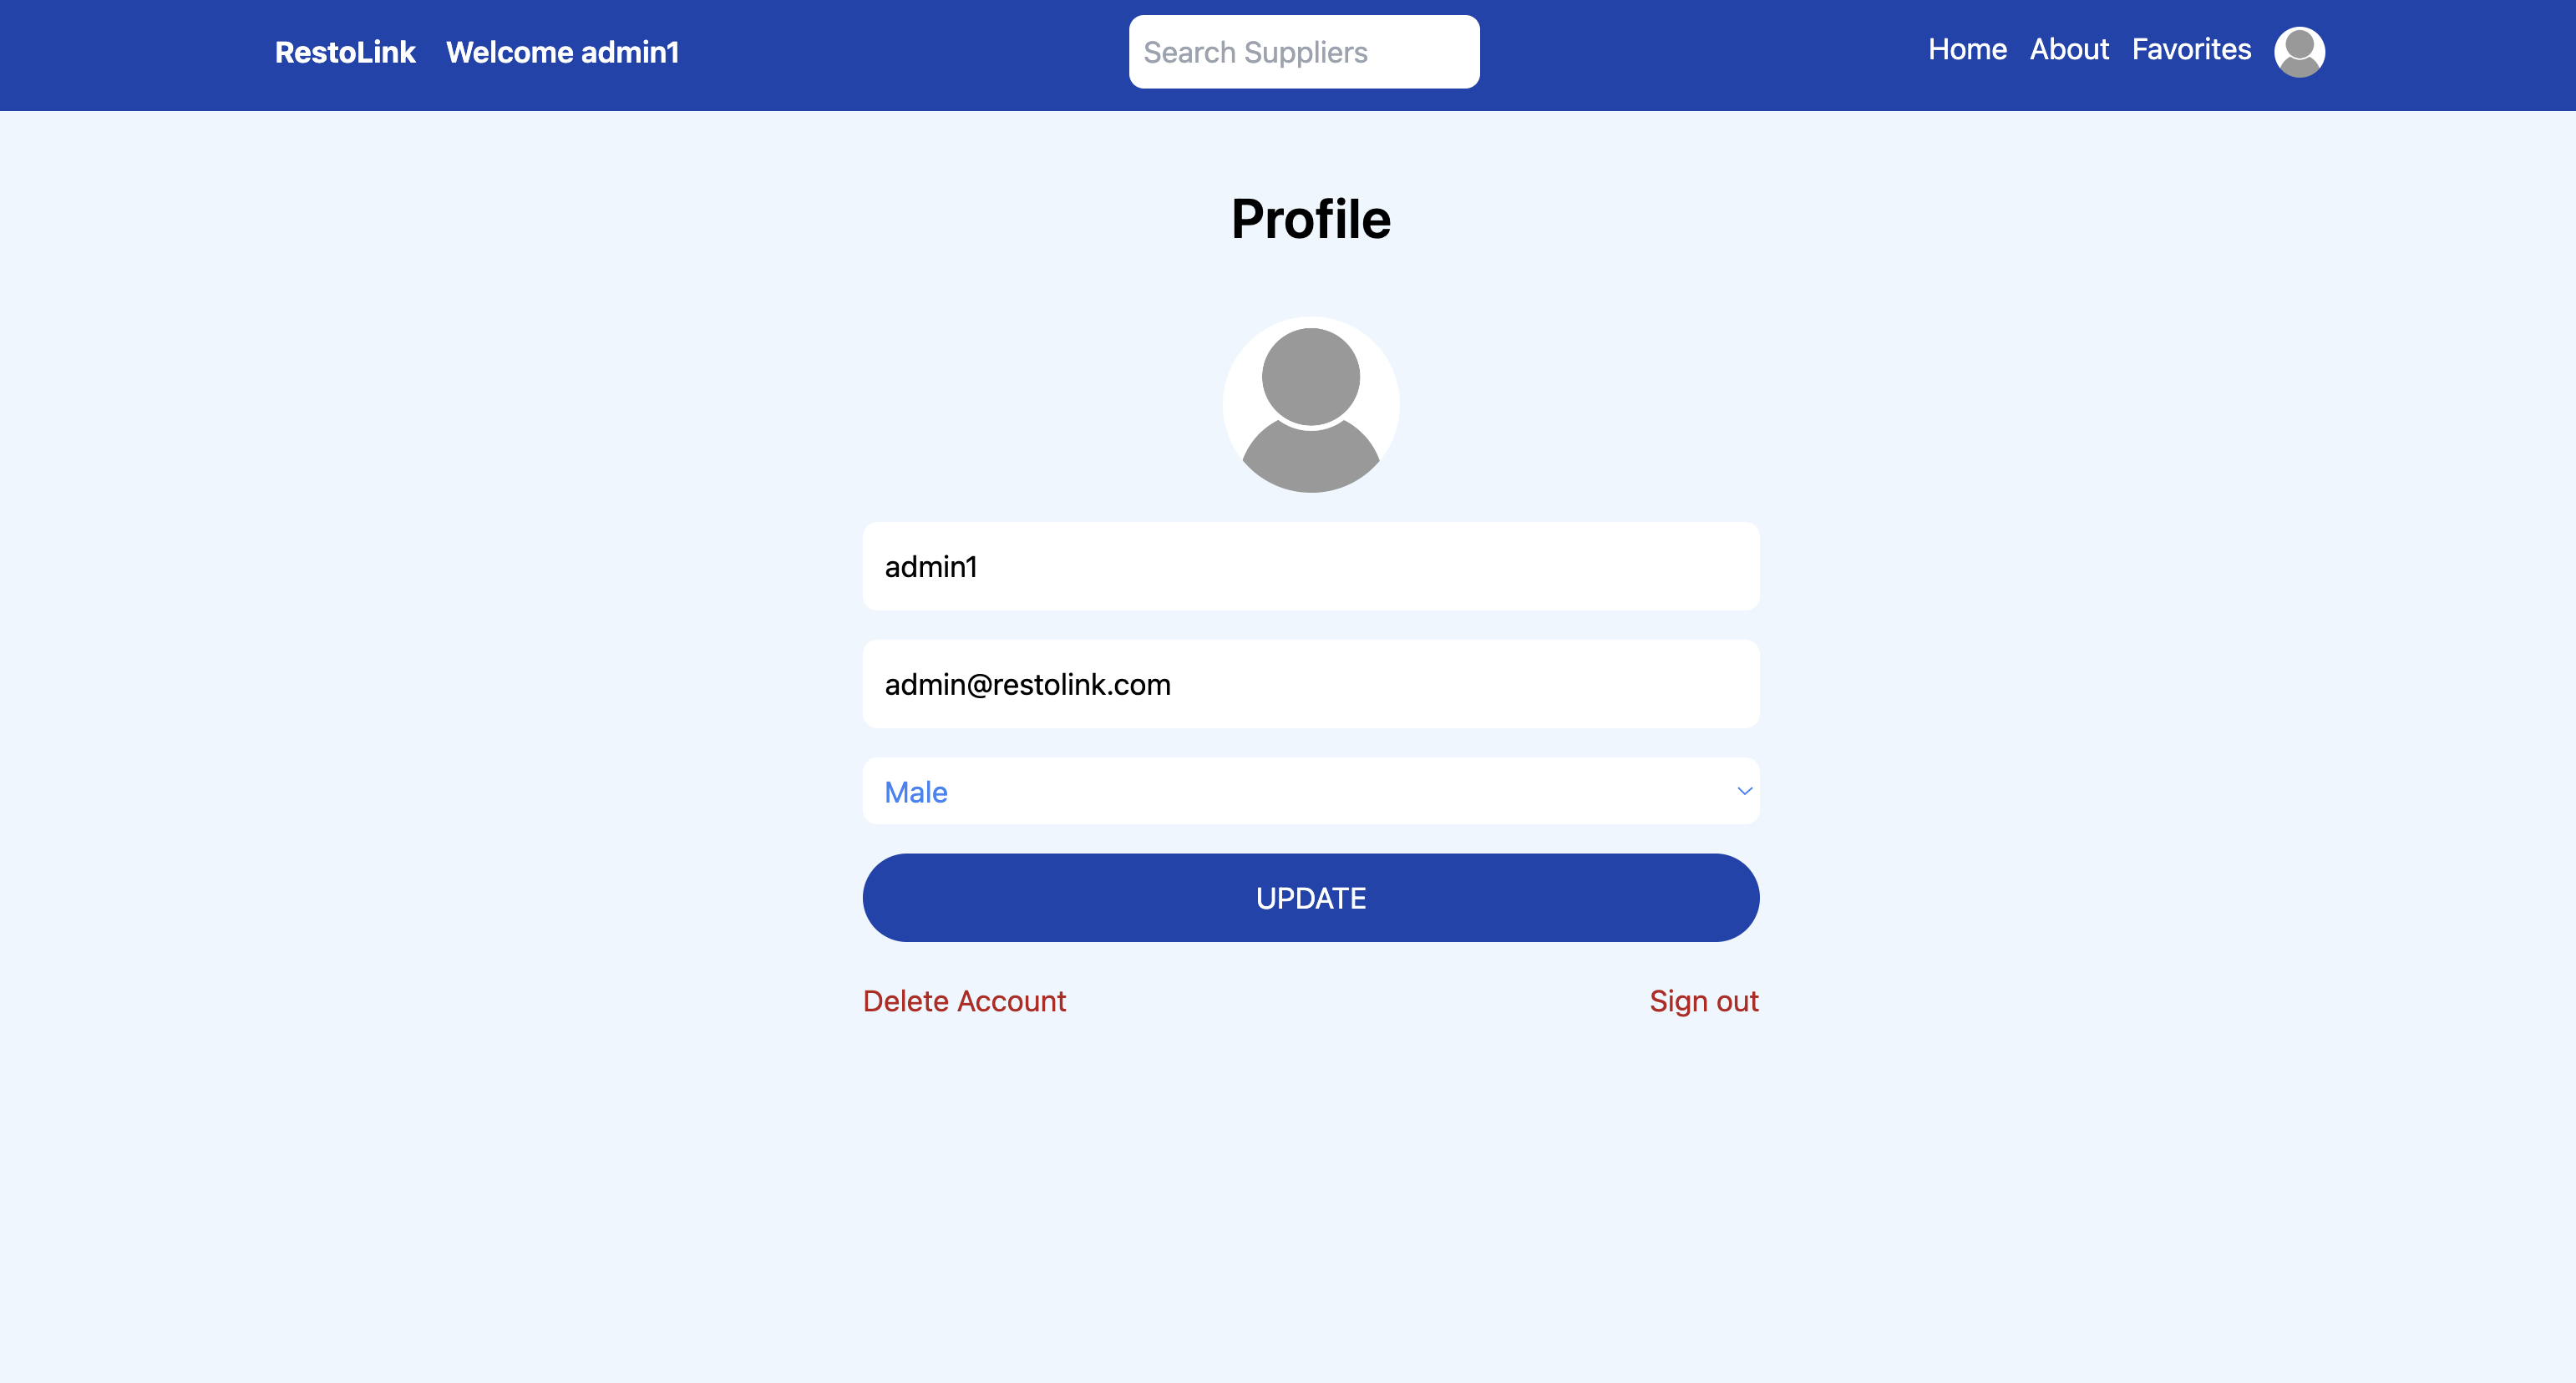 RestoLink Welcome admin1
Search Suppliers
Home About Favorites
Profile
admin1
admin@restolink.com
Male
UPDATE
Delete Account
Sign out